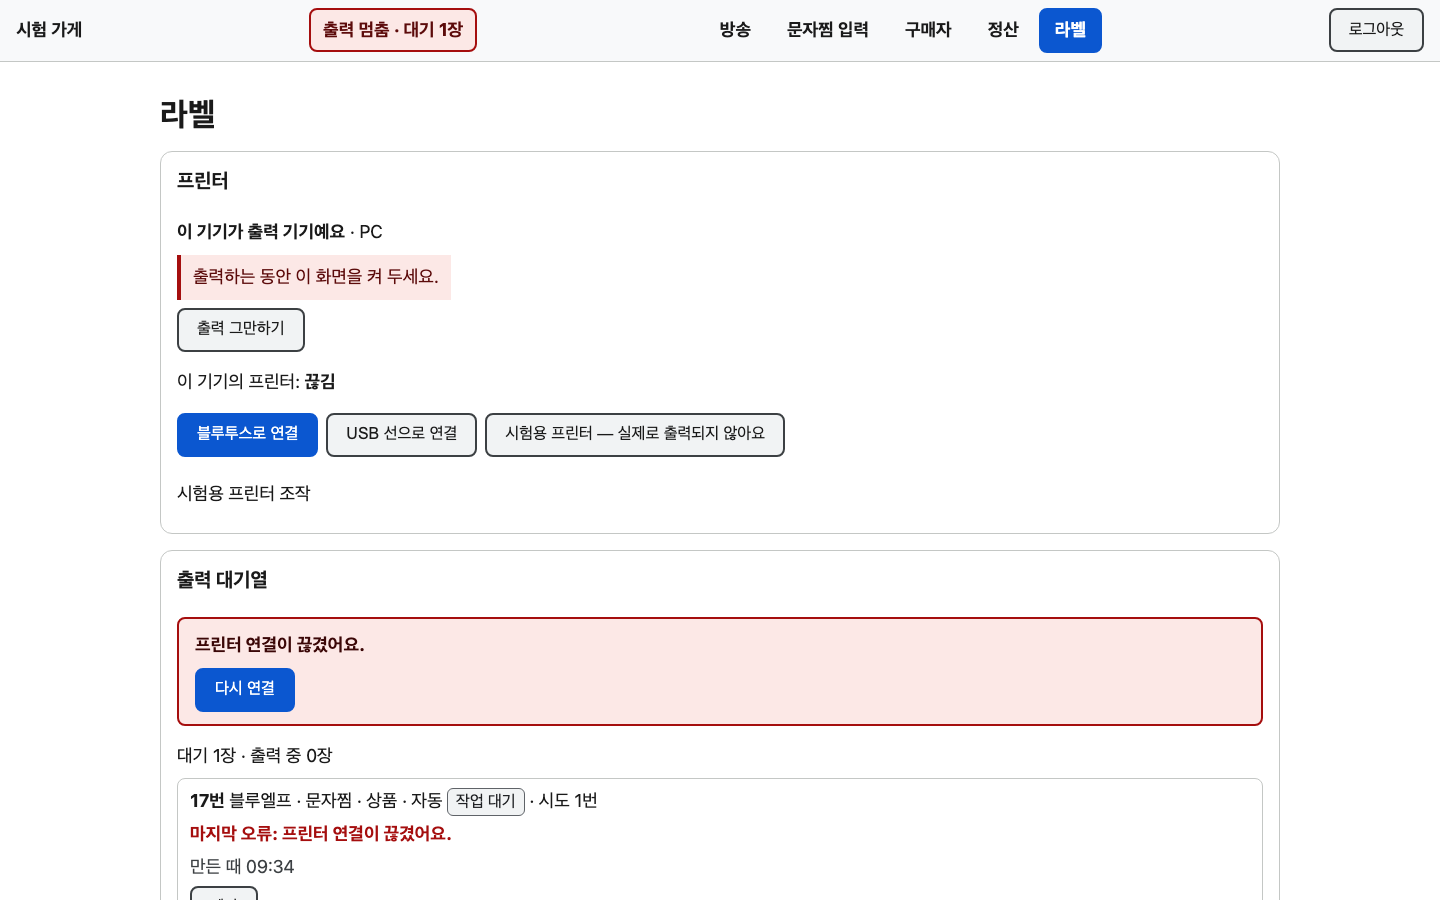 시험 가게
출력 멈춤 · 대기 1장
방송
문자찜 입력
구매자
정산
라벨
로그아웃
라벨
프린터
이 기기가 출력 기기예요 · PC
출력하는 동안 이 화면을 켜 두세요.
출력 그만하기
이 기기의 프린터: 끊김
블루투스로 연결
USB 선으로 연결
시험용 프린터 — 실제로 출력되지 않아요
시험용 프린터 조작
출력 대기열
프린터 연결이 끊겼어요.
다시 연결
대기 1장 · 출력 중 0장
17번 블루엘프 · 문자찜 · 상품 · 자동 작업 대기 · 시도 1번
마지막 오류: 프린터 연결이 끊겼어요.
만든 때 09:34